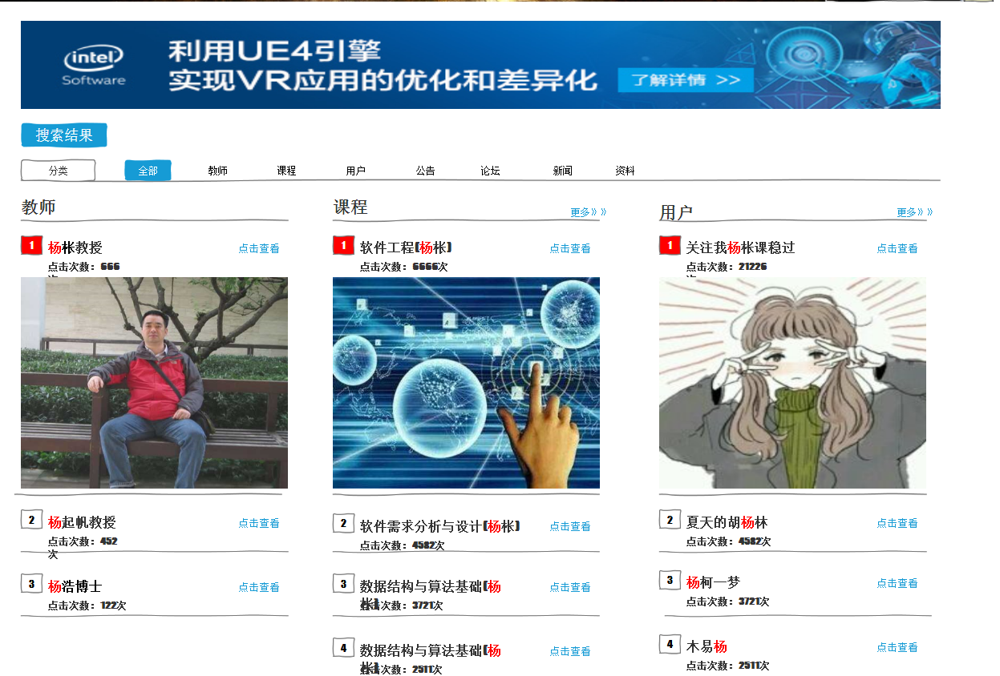 intel
Software
利用UE4引擎
实现VR应用的优化和差异化
了解详情 >>
搜索结果
分类 全部 教师 课程 用户 公告 论坛 新闻 资料
教师
1 杨枨教授 点击查看
点击次数：666
2 杨起帆教授 点击查看
点击次数：452
次
3 杨浩博士 点击查看
点击次数：122次
课程 更多》》
1 软件工程(杨枨) 点击查看
点击次数：6666次
2 软件需求分析与设计(杨枨) 点击查看
点击次数：4582次
3 数据结构与算法基础(杨 点击查看
枨)
点击次数：3721次
4 数据结构与算法基础(杨 点击查看
枨)
点击次数：2511次
用户 更多》》
1 关注我杨枨课稳过 点击查看
点击次数：21226
2 夏天的胡杨林 点击查看
点击次数：4582次
3 杨柯一梦 点击查看
点击次数：3721次
4 木易杨 点击查看
点击次数：2511次